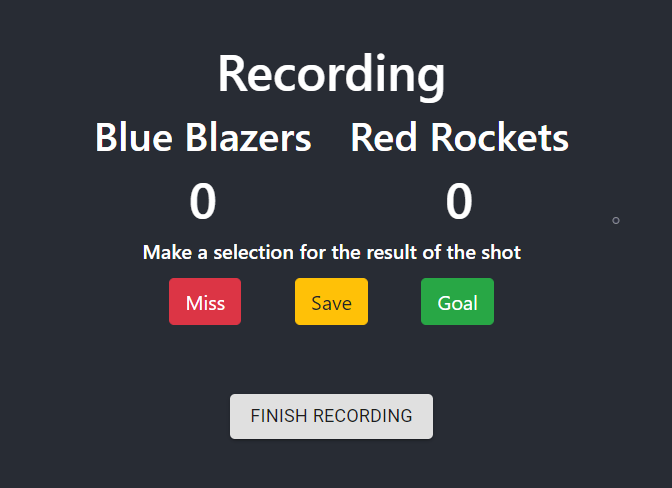 Recording
Blue Blazers Red Rockets
0 0
Make a selection for the result of the shot
Miss Save Goal
FINISH RECORDING